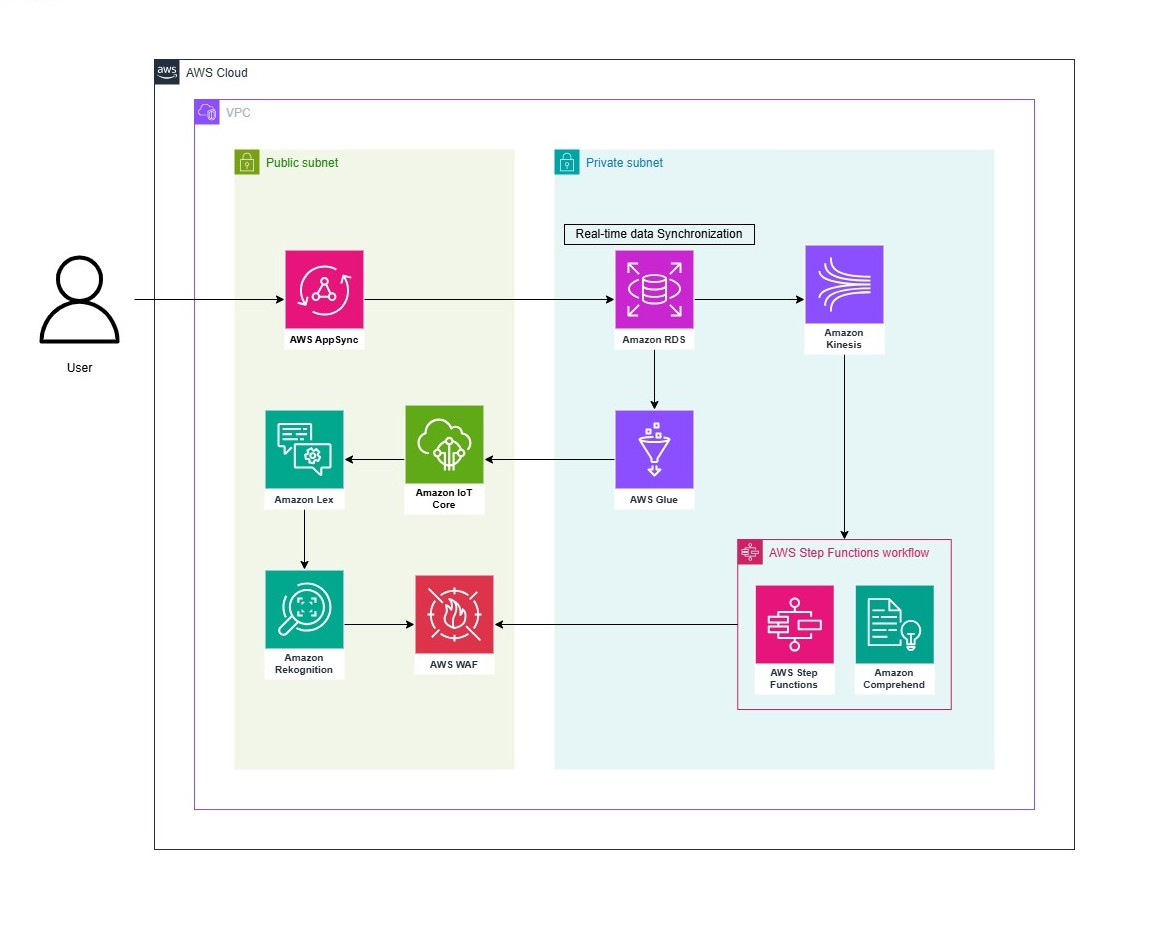 aws
AWS Cloud
VPC
Public subnet
Private subnet
Real-time data Synchronization
AWS AppSync
Amazon RDS
Amazon
Kinesis
User
Amazon Lex
Amazon IoT
Core
AWS Glue
AWS Step Functions workflow
Amazon
Rekognition
AWS WAF
AWS Step
Functions
Amazon
Comprehend